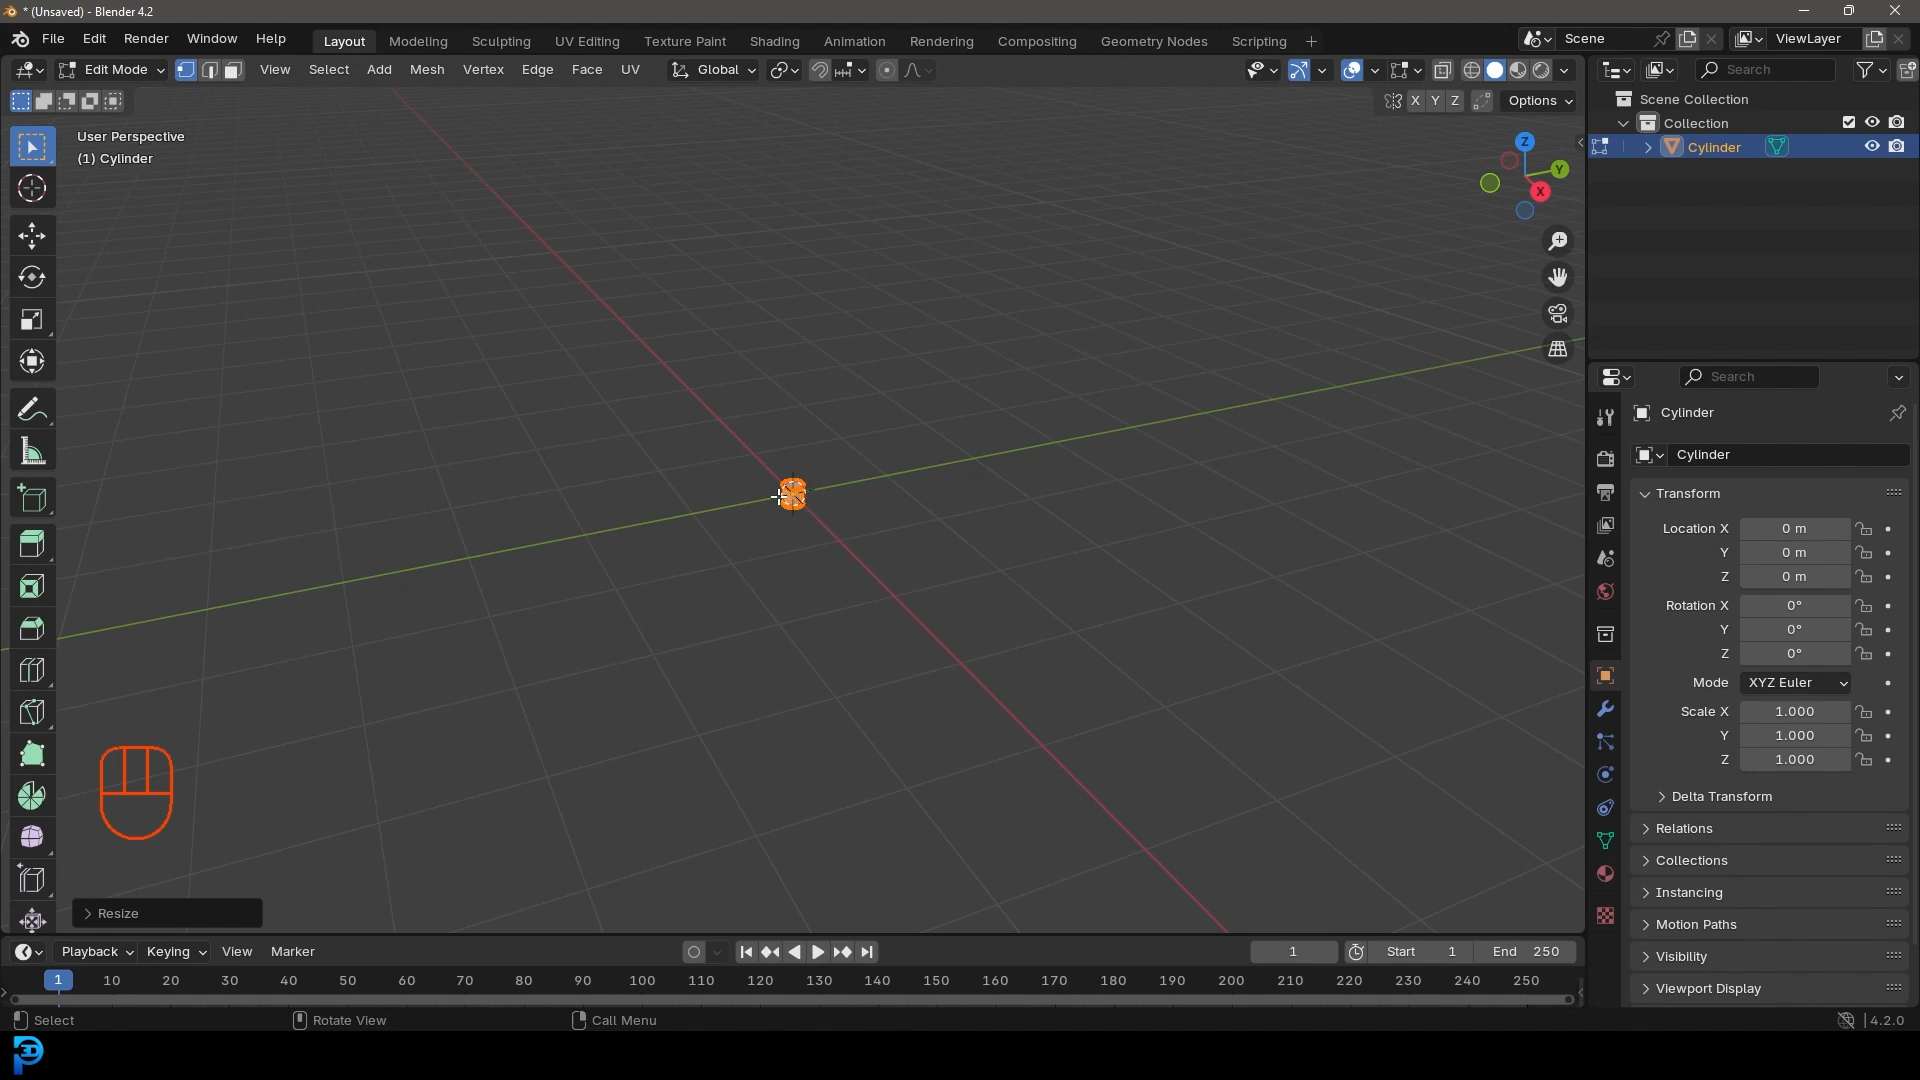 * (Unsaved) - Blender 4.2
File Edit Render Window Help
Layout Modeling Sculpting UV Editing Texture Paint Shading Animation Rendering Compositing Geometry Nodes Scripting +
Scene
ViewLayer
Edit Mode
View Select Add Mesh Vertex Edge Face UV
Global
Search
X Y Z Options
User Perspective
(1) Cylinder
Z
Y
X
Scene Collection
Collection
Cylinder
Search
Cylinder
Cylinder
Transform
Location X 0 m
Y 0 m
Z 0 m
Rotation X 0°
Y 0°
Z 0°
Mode XYZ Euler
Scale X 1.000
Y 1.000
Z 1.000
Delta Transform
Relations
Collections
Instancing
Motion Paths
Visibility
Viewport Display
Resize
Playback Keying View Marker
1
Start 1
End 250
1 10 20 30 40 50 60 70 80 90 100 110 120 130 140 150 160 170 180 190 200 210 220 230 240 250
Select Rotate View Call Menu
4.2.0